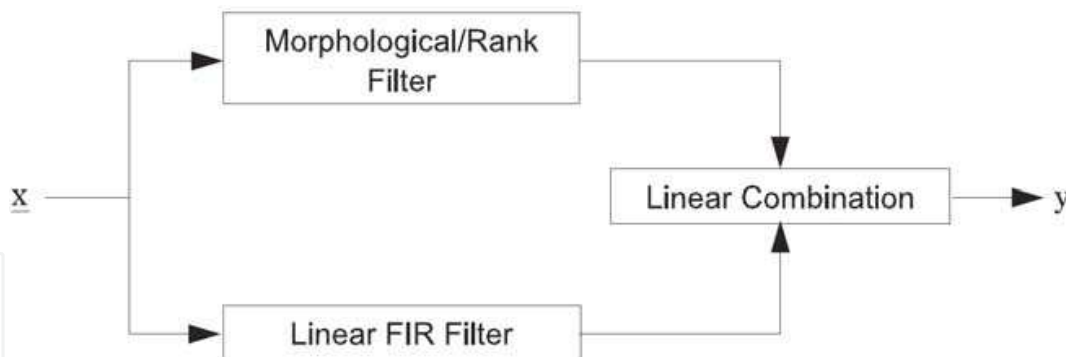 Morphological/Rank
Filter
x
Linear Combination
y
Linear FIR Filter